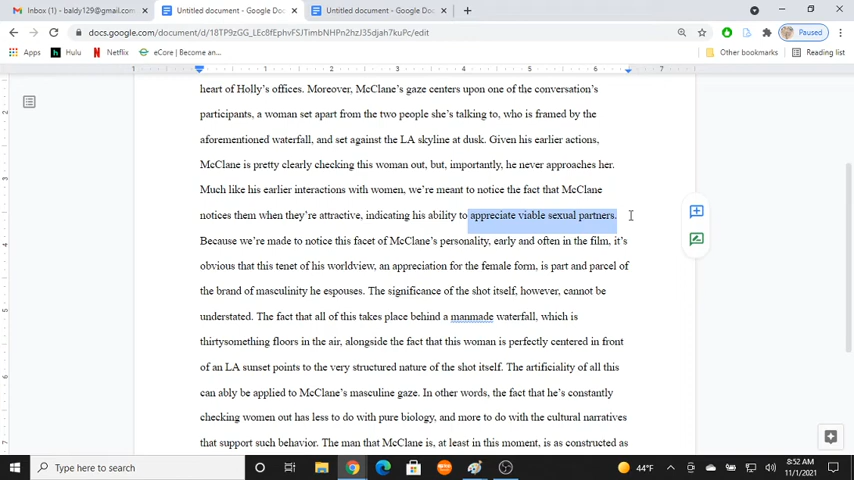 Inbox (1) - baldy129@gmail.com
Untitled document - Google Doc
Untitled document - Google Doc
docs.google.com/document/d/18TP9zGG_LEc8fEphvFSJTimbNHPn2hzJ35djah7kuPc/edit
Paused
Apps
Hulu
Netflix
eCore | Become an...
Other bookmarks
Reading list
1 1 2 3 4 5 6 7
heart of Holly's offices. Moreover, McClane's gaze centers upon one of the conversation's
participants, a woman set apart from the two people she's talking to, who is framed by the
aforementioned waterfall, and set against the LA skyline at dusk. Given his earlier actions,
McClane is pretty clearly checking this woman out, but, importantly, he never approaches her.
Much like his earlier interactions with women, we're meant to notice the fact that McClane
notices them when they're attractive, indicating his ability to appreciate viable sexual partners.
Because we're made to notice this facet of McClane's personality, early and often in the film, it's
obvious that this tenet of his worldview, an appreciation for the female form, is part and parcel of
the brand of masculinity he espouses. The significance of the shot itself, however, cannot be
understated. The fact that all of this takes place behind a manmade waterfall, which is
thirtysomething floors in the air, alongside the fact that this woman is perfectly centered in front
of an LA sunset points to the very structured nature of the shot itself. The artificiality of all this
can ably be applied to McClane's masculine gaze. In other words, the fact that he's constantly
checking women out has less to do with pure biology, and more to do with the cultural narratives
that support such behavior. The man that McClane is, at least in this moment, is as constructed as
2
3
4
5
6
7
Type here to search
44°F
8:52 AM
11/1/2021